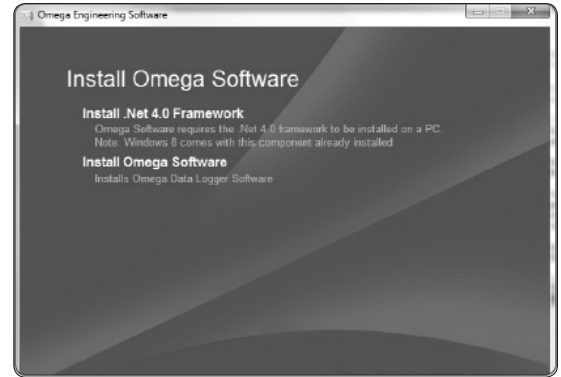 Omega Engineering Software
Install Omega Software
Install .Net 4.0 Framework
Omega Software requires the .Net 4.0 framework to be installed on a PC.
Note: Windows 8 comes with this component already installed
Install Omega Software
Installs Omega Data Logger Software